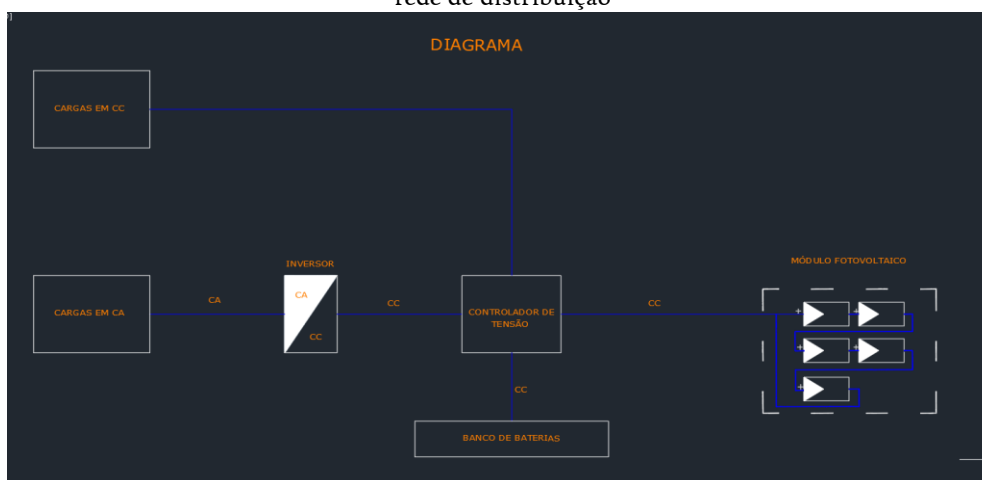 rede de distribuição
DIAGRAMA
CARGAS EM CC
MÓDULO FOTOVOLTAICO
INVERSOR
CARGAS EM CA
CA
CA
CC
CC
CONTROLADOR DE
TENSÃO
CC
+
+
+
+
+
CC
BANCO DE BATERIAS